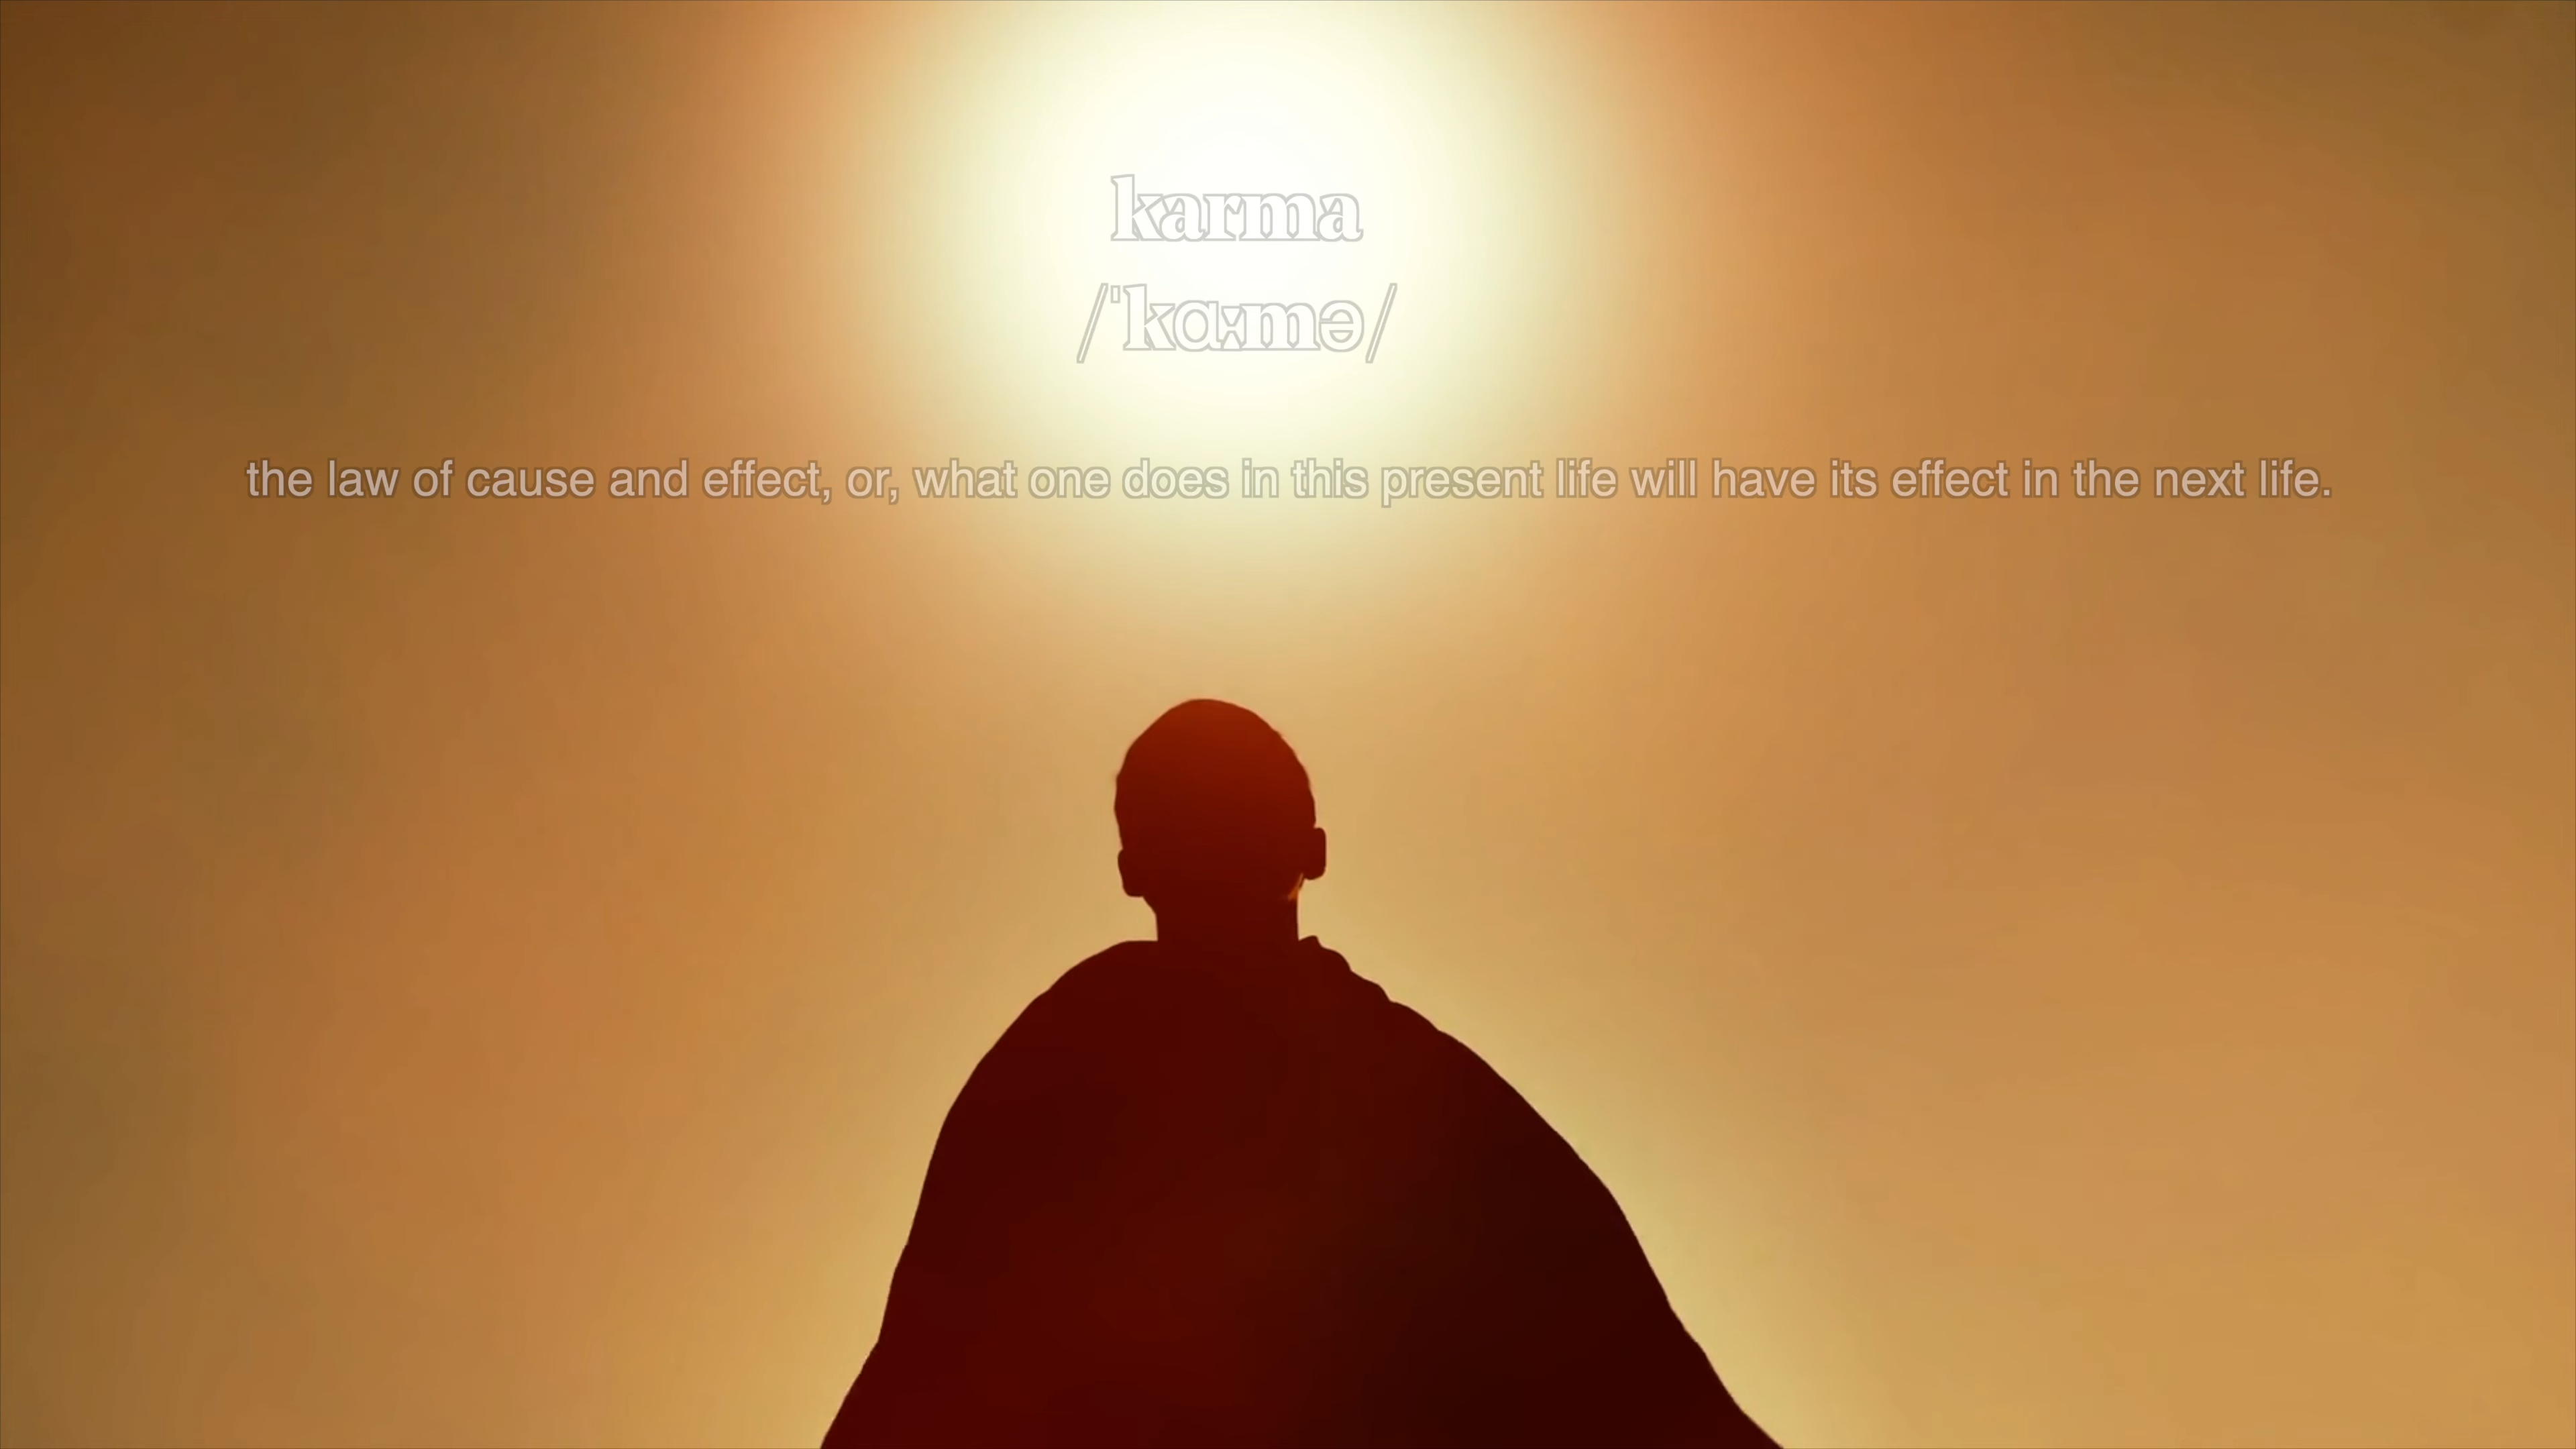 karma
/ˈkɑːmə/
the law of cause and effect, or, what one does in this present life will have its effect in the next life.